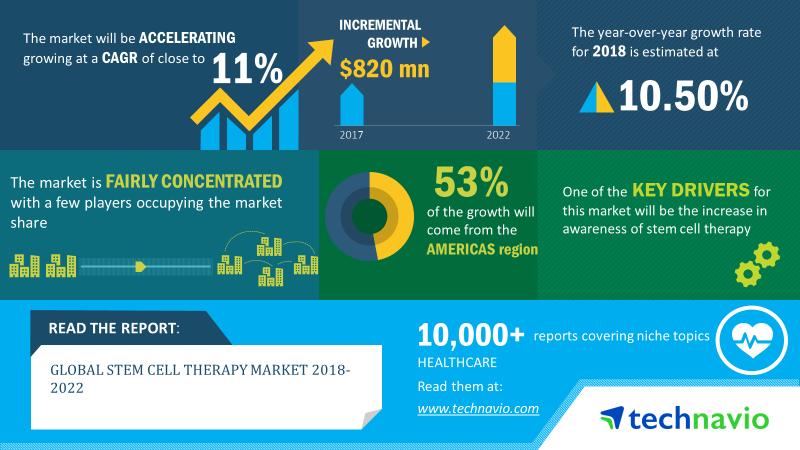 The market will be ACCELERATING
growing at a CAGR of close to
11%
INCREMENTAL
GROWTH
$820 mn
2017
2022
The year-over-year growth rate
for 2018 is estimated at
10.50%
The market is FAIRLY CONCENTRATED
with a few players occupying the market
share
53%
of the growth will
come from the
AMERICAS region
One of the KEY DRIVERS for
this market will be the increase in
awareness of stem cell therapy
READ THE REPORT:
GLOBAL STEM CELL THERAPY MARKET 2018-
2022
10,000+ reports covering niche topics
HEALTHCARE
Read them at:
www.technavio.com
technavio